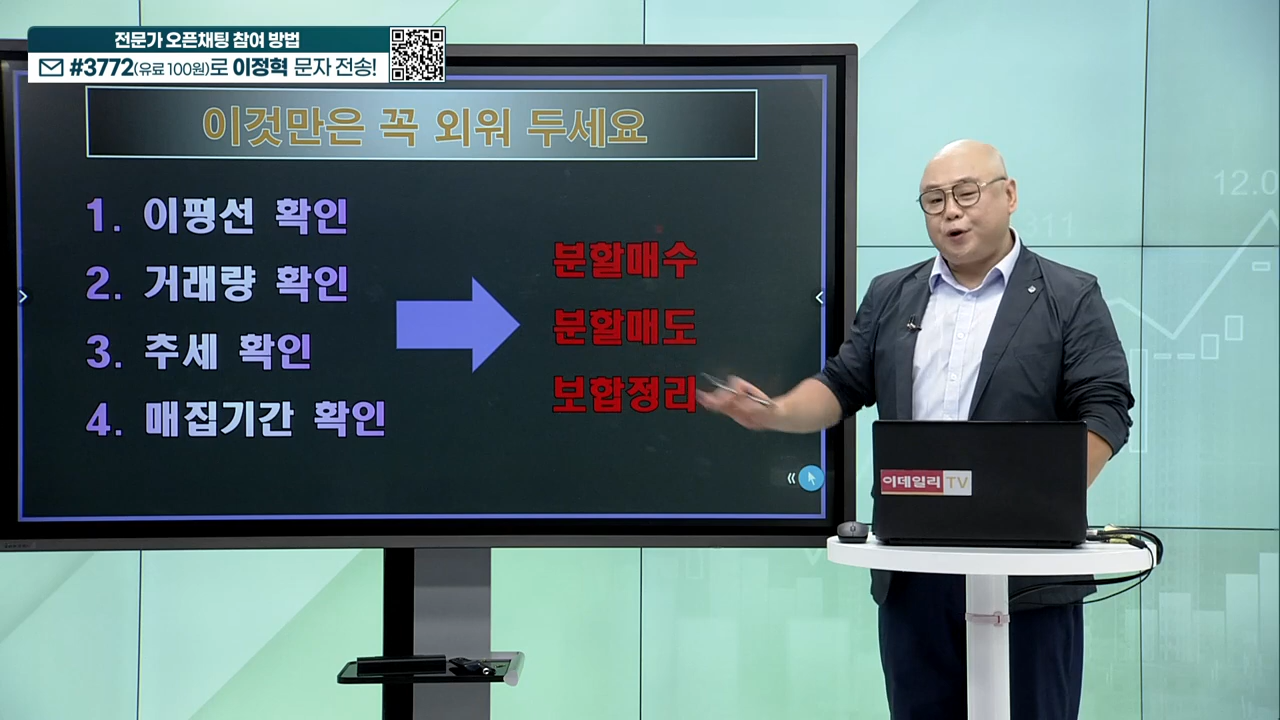 전문가 오픈채팅 참여 방법
#3772(유료 100원)로 이정혁 문자 전송!
이것만은 꼭 외워 두세요
1. 이평선 확인
2. 거래량 확인
3. 추세 확인
4. 매집기간 확인
분할매수
분할매도
보합정리
이데일리 TV
12.0
311